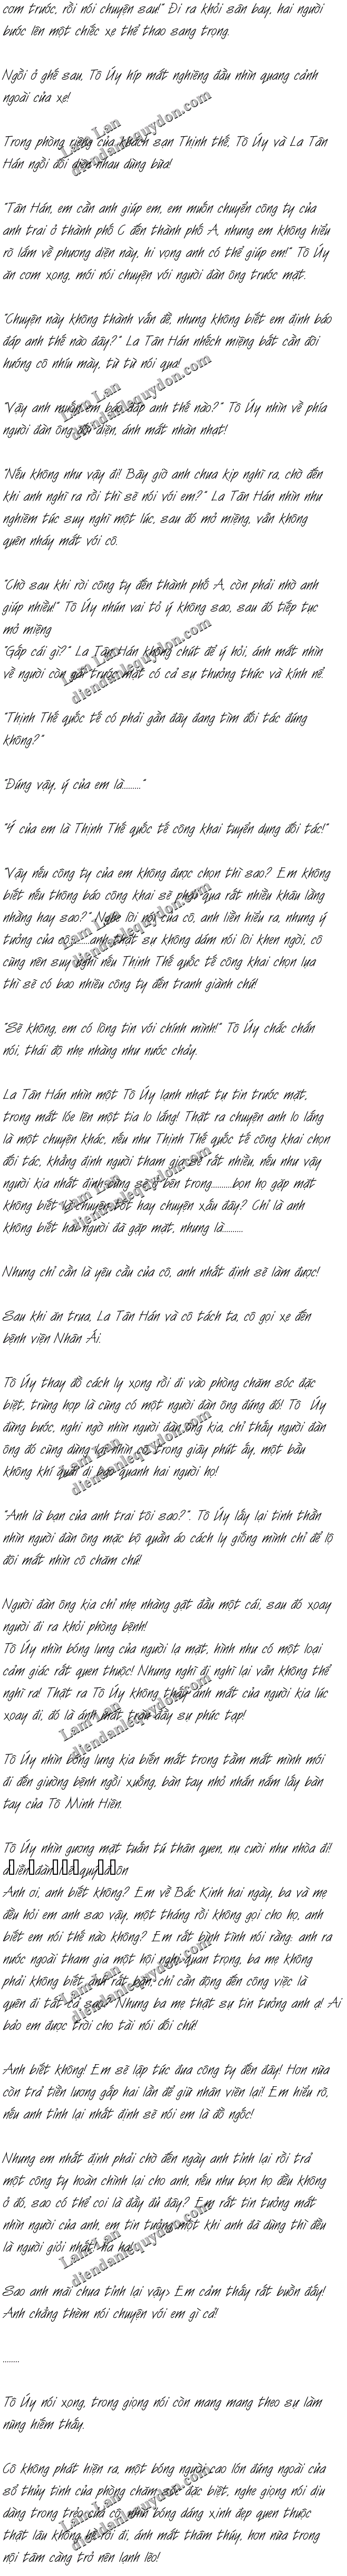 cơm trước, rồi nói chuyện sau!" Đi ra khỏi sân bay, hai người
bước lên một chiếc xe thể thao sang trọng.
Ngồi ở ghế sau, Tô Úy híp mắt nghiêng đầu nhìn quang cảnh
ngoài cửa xe!
Trong phòng riêng của khách sạn Thịnh thế, Tô Úy và La Tấn
Hán ngồi đối diện nhau dùng bữa!
"Tấn Hán, em cần anh giúp em, em muốn chuyển công ty của
anh trai ở thành phố C đến thành phố A, nhưng em không hiểu
rõ lắm về phương diện này, hi vọng anh có thể giúp em!" Tô Úy
ăn cơm xong, mới nói chuyện với người đàn ông trước mặt.
"Chuyện này không thành vấn đề, nhưng không biết em định báo
đáp anh thế nào đây?" La Tấn Hán nhếch miệng bất cần đời
hướng cô nhíu mày, từ từ nói qua!
"Vậy anh muốn em báo đáp anh thế nào?" Tô Úy nhìn về phía
người đàn ông đối diện, ánh mắt nhàn nhạt!
"Nếu không như vậy đi! Bây giờ anh chưa kịp nghĩ ra, chờ đến
khi anh nghĩ ra rồi thì sẽ nói với em?" La Tấn Hán nhìn như
nghiêm túc suy nghĩ một lúc, sau đó mở miệng, vẫn không
quên nháy mắt với cô.
"Chờ sau khi rời công ty đến thành phố A, còn phải nhờ anh
giúp nhiều!" Tô Úy nhún vai tỏ ý không sao, sau đó tiếp tục
mở miệng
"Gấp cái gì?" La Tấn Hán không chút để ý hỏi, ánh mắt nhìn
về người con gái trước mặt có cả sự thưởng thức và kính nể.
"Thịnh Thế quốc tế có phải gần đây đang tìm đối tác đúng
không?"
"Đúng vậy, ý của em là........."
"Ý của em là Thịnh Thế quốc tế công khai tuyển dụng đối tác!"
"Vậy nếu công ty của em không được chọn thì sao? Em không
biết nếu thông báo công khai sẽ phải qua rất nhiều khâu lằng
nhằng hay sao?" Nghe lời nói của cô, anh liền hiểu ra, nhưng ý
tưởng của cô.........anh thật sự không dám nói lời khen ngợi, cô
cũng nên suy nghĩ nếu Thịnh Thế quốc tế công khai chọn lựa
thì sẽ có bao nhiêu công ty đến tranh giành chứ!
"Sẽ không, em có lòng tin với chính mình!" Tô Úy chắc chắn
nói, thái độ nhẹ nhàng như nước chảy.
La Tấn Hán nhìn một Tô Úy lạnh nhạt tự tin trước mặt,
trong mắt lóe lên một tia lo lắng! Thật ra chuyện anh lo lắng
là một chuyện khác, nếu như Thịnh Thế quốc tế công khai chọn
đối tác, khẳng định người tham gia sẽ rất nhiều, nếu như vậy
người kia nhất định cũng sẽ ở bên trong.........bọn họ gặp mặt
không biết là chuyện tốt hay chuyện xấu đây? Chỉ là anh
không biết hai người đã gặp mặt, nhưng là.........
Nhưng chỉ cần là yêu cầu của cô, anh nhất định sẽ làm được!
Sau khi ăn trưa, La Tấn Hán và cô tách ra, cô gọi xe đến
bệnh viện Nhân Ái.
Tô Úy thay đồ cách ly xong rồi đi vào phòng chăm sóc đặc
biệt, trùng hợp là cũng có một người đàn ông đứng đó! Tô Úy
dừng bước, nghi ngờ nhìn người đàn ông kia, chỉ thấy người đàn
ông đó cũng dừng lại nhìn cô, trong giây phút ấy, một bầu
không khí quái dị bao quanh hai người họ!
"Anh là bạn của anh trai tôi sao?". Tô Úy lấy lại tinh thần
nhìn người đàn ông mặc bộ quần áo cách ly giống mình chỉ để lộ
đôi mắt nhìn cô chăm chú!
Người đàn ông kia chỉ nhẹ nhàng gật đầu một cái, sau đó xoay
người đi ra khỏi phòng bệnh!
Tô Úy nhìn bóng lưng của người lạ mặt, hình như có một loại
cảm giác rất quen thuộc! Nhưng nghĩ đi nghĩ lại vẫn không thể
nghĩ ra! Thật ra Tô Úy không thấy ánh mắt của người kia lúc
xoay đi, đó là ánh mắt tràn đầy sự phức tạp!
Tô Úy nhìn bóng lưng kia biến mất trong tầm mắt mình mới
đi đến giường bệnh ngồi xuống, bàn tay nhỏ nhắn nắm lấy bàn
tay của Tô Minh Hiên.
Tô Úy nhìn gương mặt tuấn tú thân quen, nụ cười như nhòa đi!
Anh ơi, anh biết không? Em về Bắc Kinh hai ngày, ba và mẹ
đều hỏi em anh sao vậy, một tháng rồi không gọi cho họ, anh
biết em nói thế nào không? Em rất bình tĩnh nói rằng: anh ra
nước ngoài tham gia một hội nghị quan trọng, ba mẹ không
phải không biết anh rất bận, chỉ cần động đến công việc là
quên đi tất cả sao? Nhưng ba mẹ thật sự tin tưởng anh ạ! Ai
bảo em được trời cho tài nói dối chứ!
Anh biết không! Em sẽ lập tức đưa công ty đến đây! Hơn nữa
còn trả tiền lương gấp hai lần để giữ nhân viên lại! Em hiểu rõ,
nếu anh tỉnh lại nhất định sẽ nói em là đồ ngốc!
Nhưng em nhất định phải chờ đến ngày anh tỉnh lại rồi trả
một công ty hoàn chỉnh lại cho anh, nếu như bọn họ đều không
ở đó, sao có thể coi là đầy đủ đây? Em rất tin tưởng mắt
nhìn người của anh, em tin tưởng một khi anh đã dùng thì đều
là người giỏi nhất! ha ha!
Sao anh mãi chưa tỉnh lại vậy? Em cảm thấy rất buồn đấy!
Anh chẳng thèm nói chuyện với em gì cả!
.........
Tô Úy nói xong, trong giọng nói còn mang mang theo sự làm
nũng hiếm thấy.
Cô không phát hiện ra, một bóng người cao lớn đứng ngoài cửa
sổ thủy tinh của phòng chăm sóc đặc biệt, nghe giọng nói dịu
dàng trong trẻo của cô, nhìn bóng dáng xinh đẹp quen thuộc
thật lâu không hề rời đi, ánh mắt thâm thúy, hơn nữa trong
nội tâm càng trở nên lạnh lẽo!
Lam Lan
diendanlequydon.com